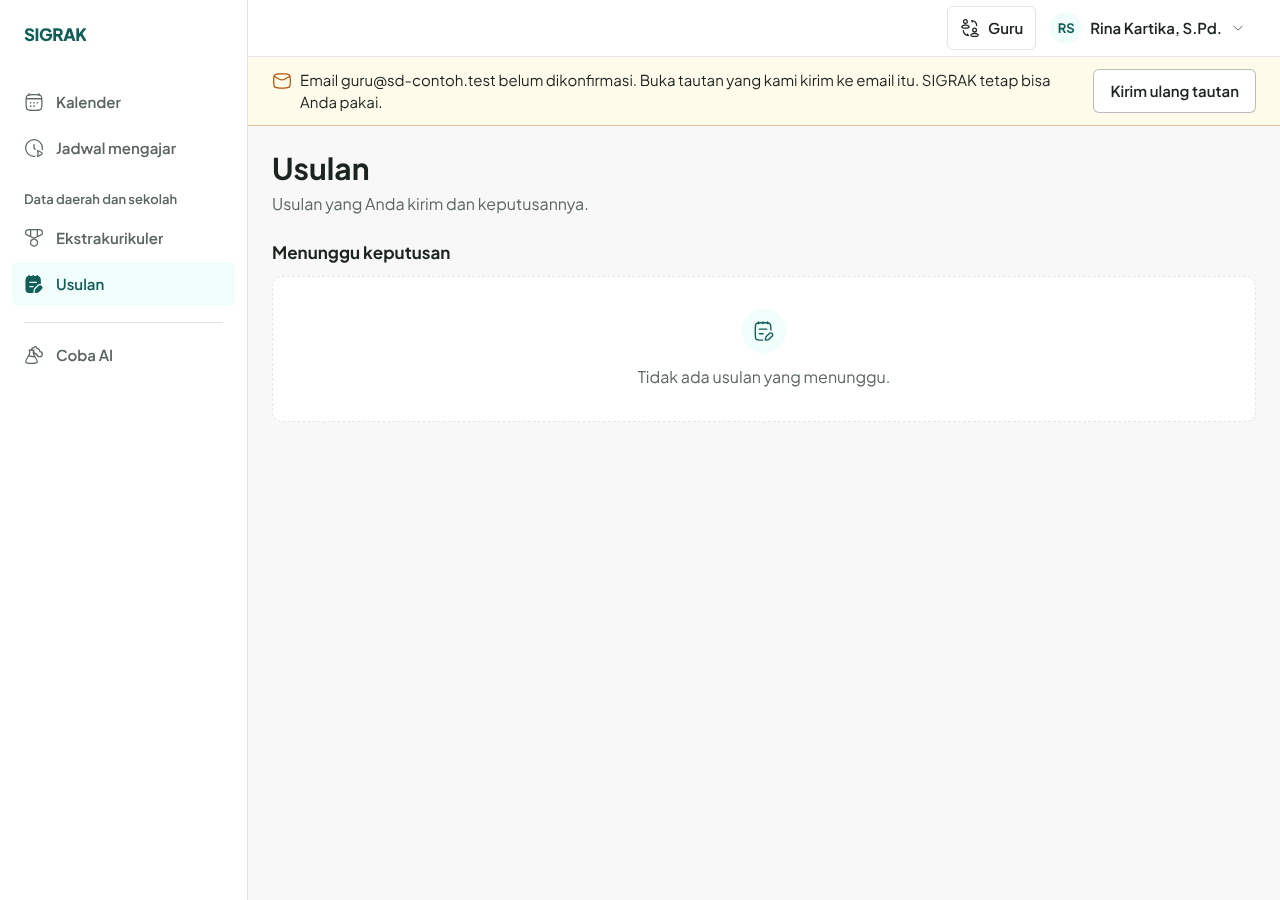 SIGRAK
Guru
RS
Rina Kartika, S.Pd.
Email guru@sd-contoh.test belum dikonfirmasi. Buka tautan yang kami kirim ke email itu. SIGRAK tetap bisa
Anda pakai.
Kirim ulang tautan
Kalender
Jadwal mengajar
Data daerah dan sekolah
Ekstrakurikuler
Usulan
Coba AI
Usulan
Usulan yang Anda kirim dan keputusannya.
Menunggu keputusan
Tidak ada usulan yang menunggu.